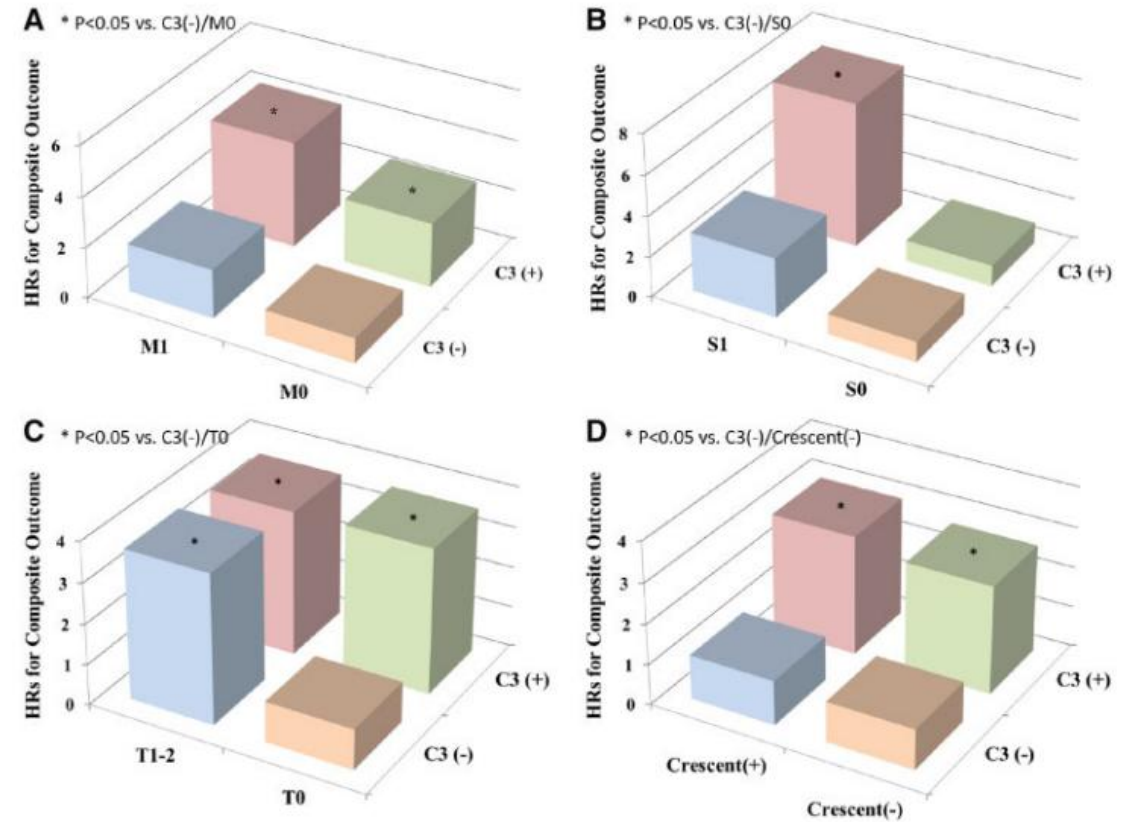 A * P<0.05 vs. C3(-)/M0
HRs for Composite Outcome
6
4
2
0
*
*
M1
M0
C3 (-)
C3 (+)
B * P<0.05 vs. C3(-)/S0
HRs for Composite Outcome
8
6
4
2
0
*
S1
S0
C3 (-)
C3 (+)
C * P<0.05 vs. C3(-)/T0
HRs for Composite Outcome
4
3
2
1
0
*
*
*
T1-2
T0
C3 (-)
C3 (+)
D * P<0.05 vs. C3(-)/Crescent(-)
HRs for Composite Outcome
4
3
2
1
0
*
*
Crescent(+)
Crescent(-)
C3 (-)
C3 (+)